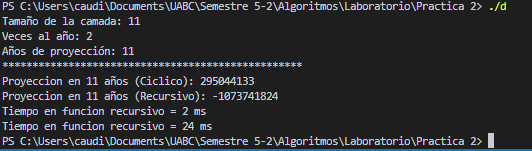 PS C:\Users\caudi\Documents\UABC\Semestre 5-2\Algoritmos\Laboratorio\Practica 2> ./d
Tamaño de la camada: 11
Veces al año: 2
Años de proyección: 11
**************************************************
Proyeccion en 11 años (Ciclico): 295044133
Proyeccion en 11 años (Recursivo): -1073741824
Tiempo en funcion recursivo = 2 ms
Tiempo en funcion recursivo = 24 ms
PS C:\Users\caudi\Documents\UABC\Semestre 5-2\Algoritmos\Laboratorio\Practica 2>